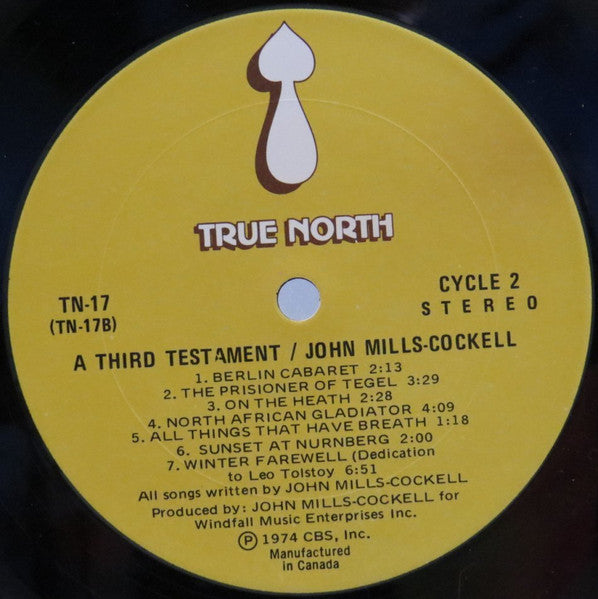 TRUE NORTH
TN-17
(TN-17B)
CYCLE 2
STEREO
A THIRD TESTAMENT / JOHN MILLS-COCKELL
1. BERLIN CABARET 2:13
2. THE PRISIONER OF TEGEL 3:29
3. ON THE HEATH 2:28
4. NORTH AFRICAN GLADIATOR 4:09
5. ALL THINGS THAT HAVE BREATH 1:18
6. SUNSET AT NURNBERG 2:00
7. WINTER FAREWELL (Dedication
to Leo Tolstoy 6:51
All songs written by JOHN MILLS-COCKELL
Produced by: JOHN MILLS-COCKELL for
Windfall Music Enterprises Inc.
Ⓟ 1974 CBS, Inc.
Manufactured
in Canada